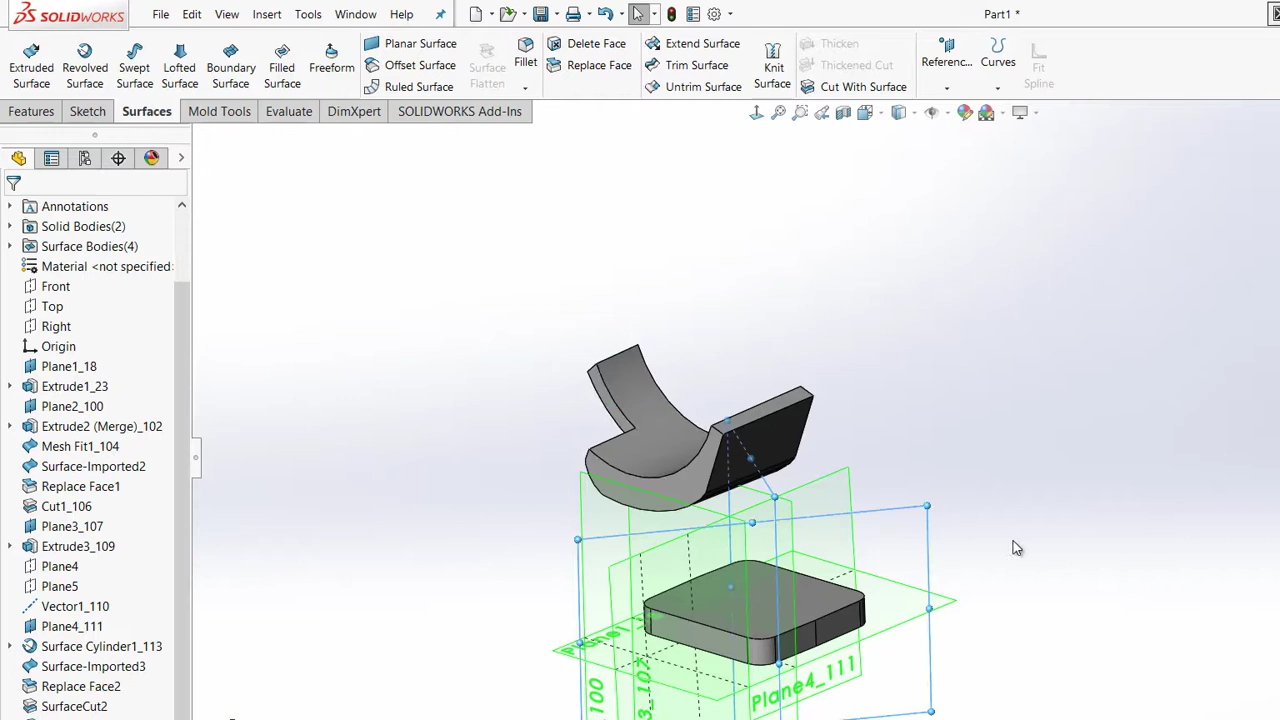 SOLIDWORKS File Edit View Insert Tools Window Help Part1 *
Extruded Surface
Revolved Surface
Swept Surface
Lofted Surface
Boundary Surface
Filled Surface
Freeform
Planar Surface
Offset Surface
Ruled Surface
Surface Flatten
Fillet
Delete Face
Replace Face
Extend Surface
Trim Surface
Untrim Surface
Knit Surface
Thicken
Thickened Cut
Cut With Surface
Referenc...
Curves
Fit Spline
Features Sketch Surfaces Mold Tools Evaluate DimXpert SOLIDWORKS Add-Ins
Annotations
Solid Bodies(2)
Surface Bodies(4)
Material <not specified>
Front
Top
Right
Origin
Plane1_18
Extrude1_23
Plane2_100
Extrude2 (Merge)_102
Mesh Fit1_104
Surface-Imported2
Replace Face1
Cut1_106
Plane3_107
Extrude3_109
Plane4
Plane5
Vector1_110
Plane4_111
Surface Cylinder1_113
Surface-Imported3
Replace Face2
SurfaceCut2
Plane4_111